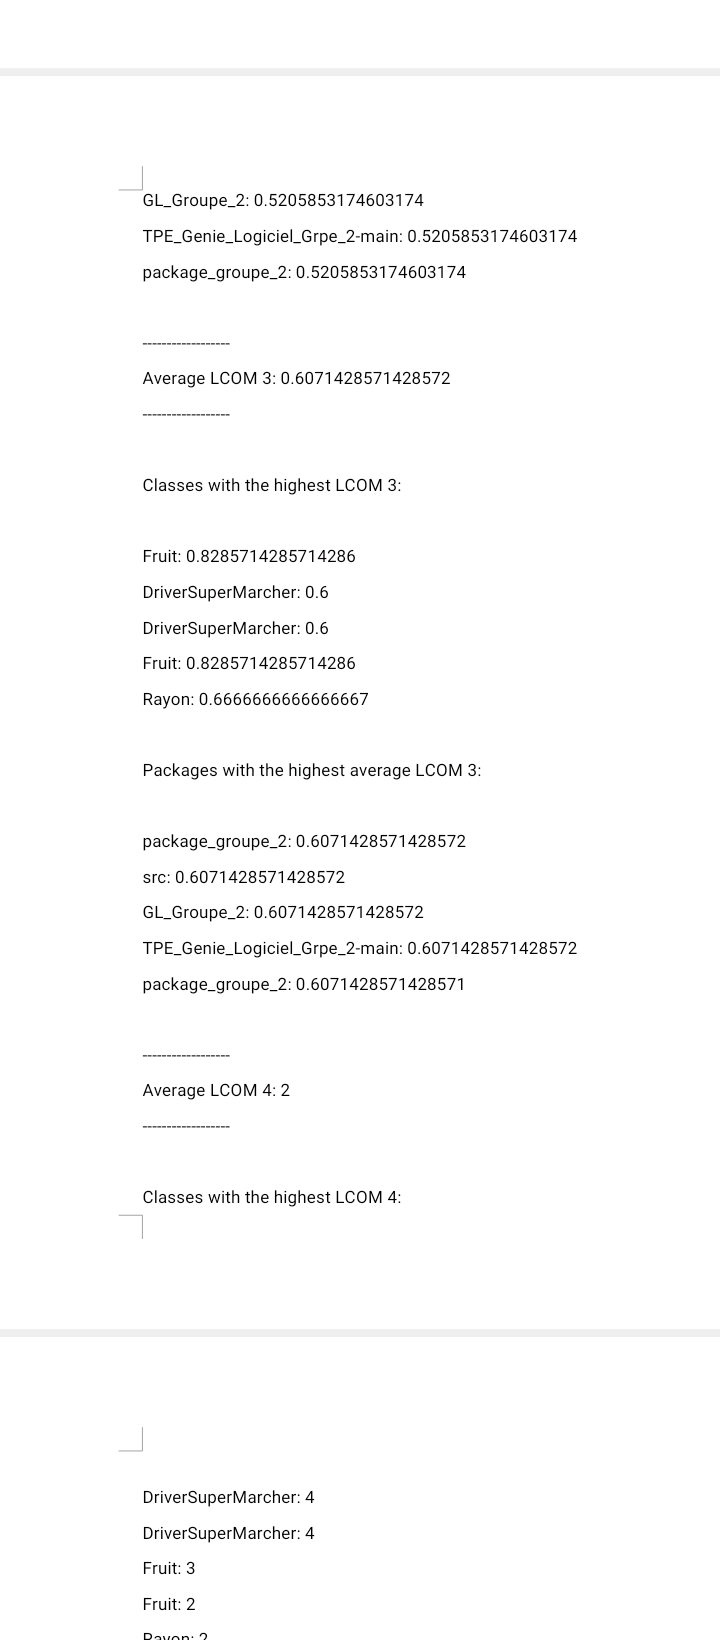 GL_Groupe_2: 0.5205853174603174
TPE_Genie_Logiciel_Grpe_2-main: 0.5205853174603174
package_groupe_2: 0.5205853174603174
------------------
Average LCOM 3: 0.6071428571428572
------------------
Classes with the highest LCOM 3:
Fruit: 0.8285714285714286
DriverSuperMarcher: 0.6
DriverSuperMarcher: 0.6
Fruit: 0.8285714285714286
Rayon: 0.6666666666666667
Packages with the highest average LCOM 3:
package_groupe_2: 0.6071428571428572
src: 0.6071428571428572
GL_Groupe_2: 0.6071428571428572
TPE_Genie_Logiciel_Grpe_2-main: 0.6071428571428572
package_groupe_2: 0.6071428571428571
------------------
Average LCOM 4: 2
------------------
Classes with the highest LCOM 4:
DriverSuperMarcher: 4
DriverSuperMarcher: 4
Fruit: 3
Fruit: 2
Rayon: 2